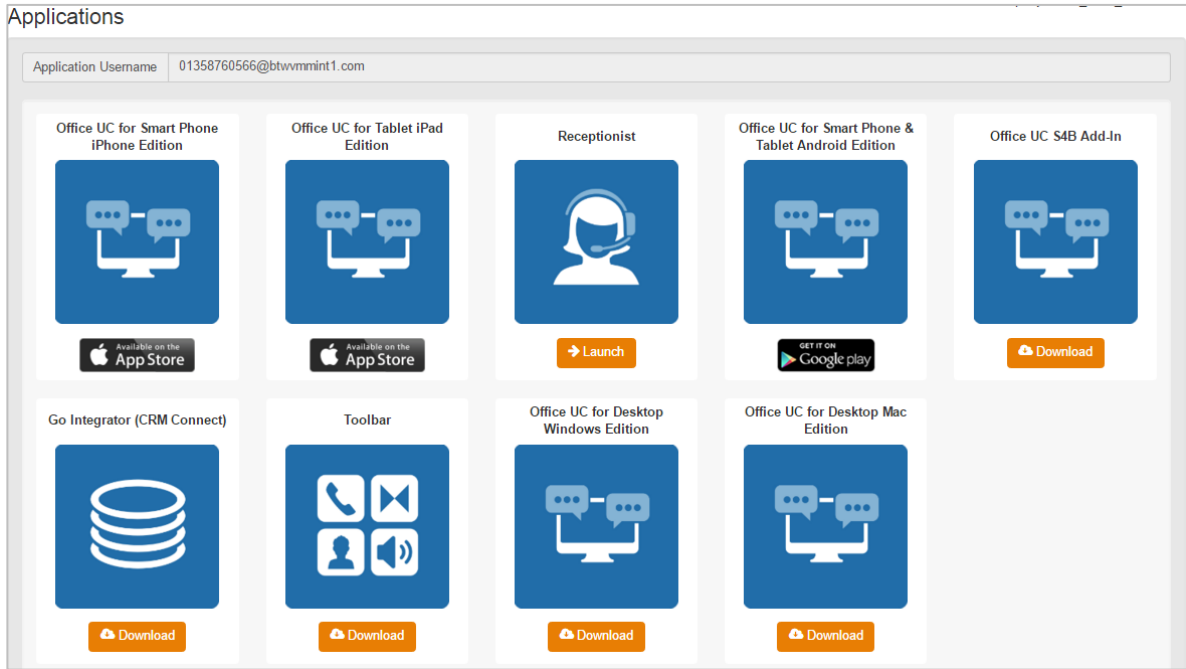 Applications
Application Username 01358760566@btwvmmint1.com
Office UC for Smart Phone
iPhone Edition
Available on the
App Store
Office UC for Tablet iPad
Edition
Available on the
App Store
Receptionist
Launch
Office UC for Smart Phone &
Tablet Android Edition
GET IT ON
Google play
Office UC S4B Add-In
Download
Go Integrator (CRM Connect)
Download
Toolbar
Download
Office UC for Desktop
Windows Edition
Download
Office UC for Desktop Mac
Edition
Download